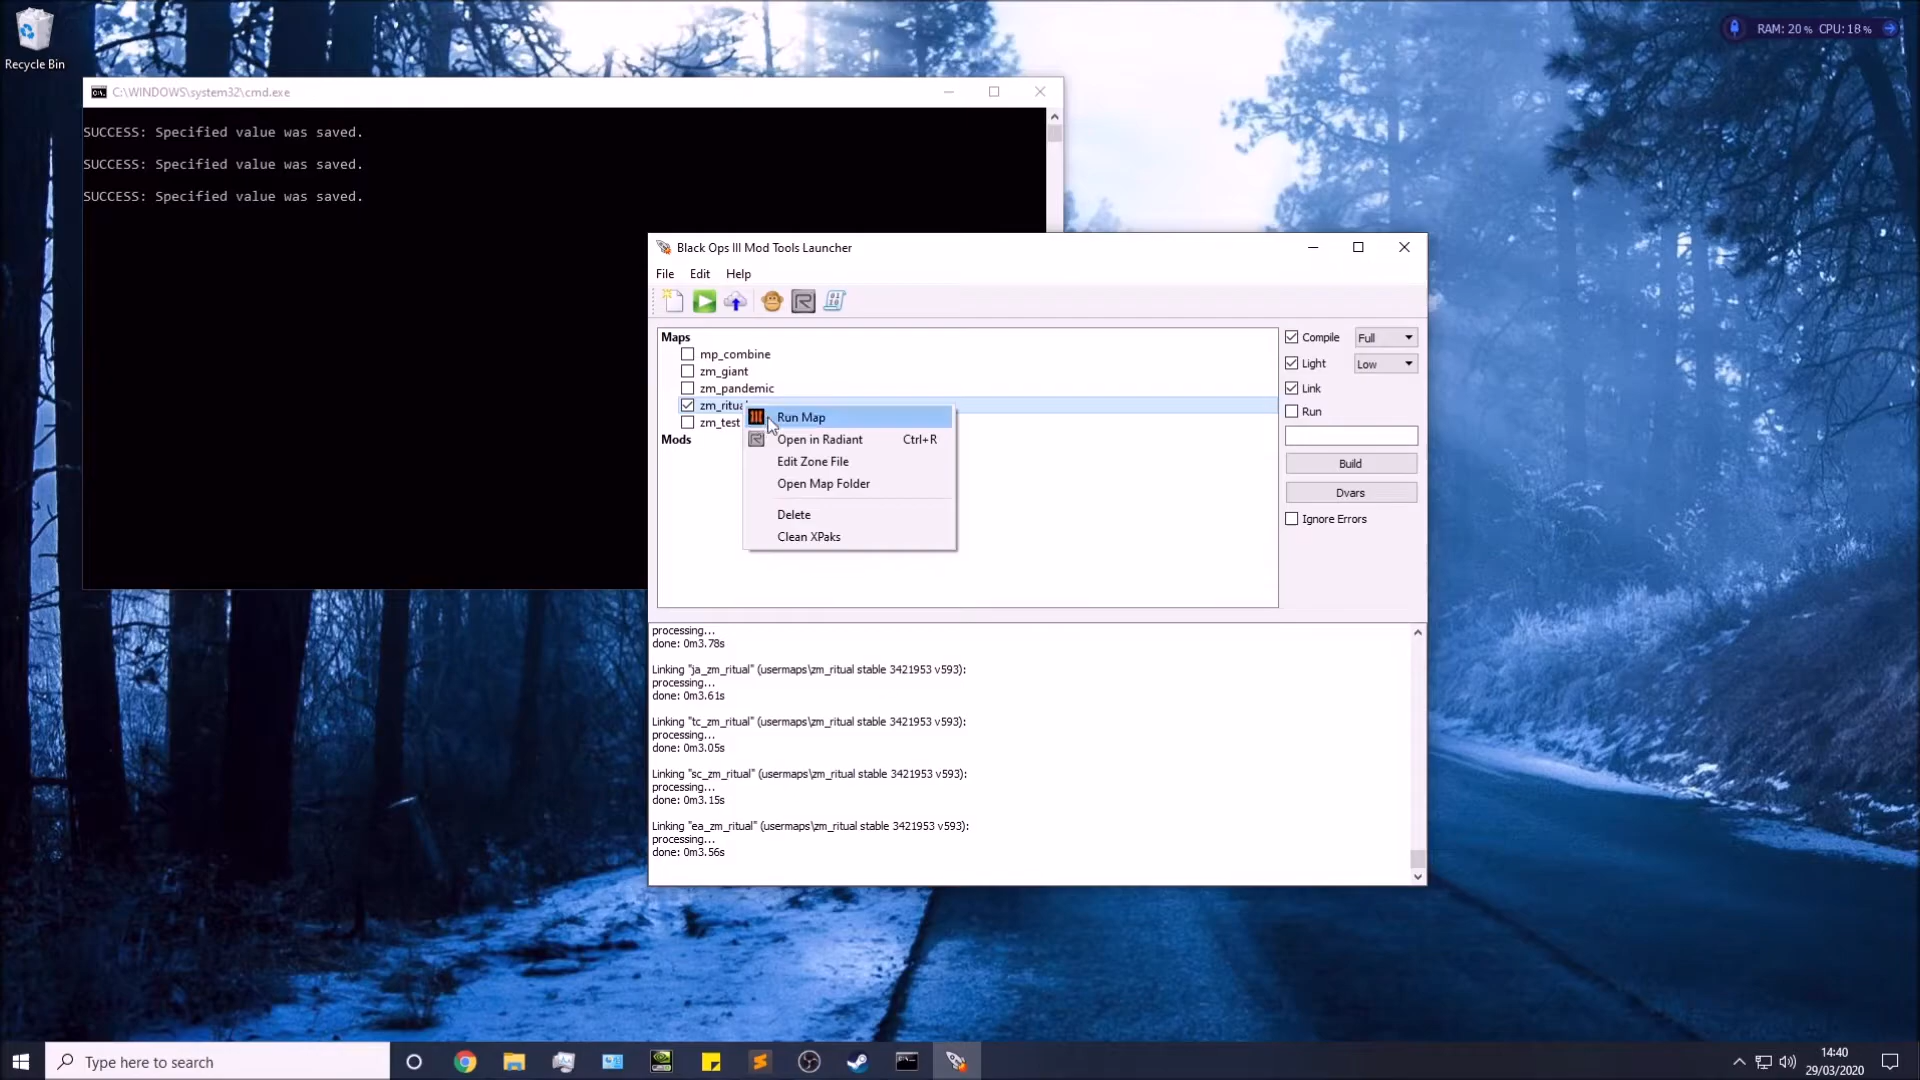 Recycle Bin
RAM: 20 % CPU: 18 %
C:\WINDOWS\system32\cmd.exe
SUCCESS: Specified value was saved.
SUCCESS: Specified value was saved.
SUCCESS: Specified value was saved.
Black Ops III Mod Tools Launcher
File Edit Help
Maps
mp_combine
zm_giant
zm_pandemic
zm_ritual
zm_test
Mods
Run Map
Open in Radiant Ctrl+R
Edit Zone File
Open Map Folder
Delete
Clean XPaks
Compile Full
Light Low
Link
Run
Build
Dvars
Ignore Errors
processing...
done: 0m3.78s
Linking "ja_zm_ritual" (usermaps\zm_ritual stable 3421953 v593):
processing...
done: 0m3.61s
Linking "tc_zm_ritual" (usermaps\zm_ritual stable 3421953 v593):
processing...
done: 0m3.05s
Linking "sc_zm_ritual" (usermaps\zm_ritual stable 3421953 v593):
processing...
done: 0m3.15s
Linking "ea_zm_ritual" (usermaps\zm_ritual stable 3421953 v593):
processing...
done: 0m3.56s
Type here to search
14:40
29/03/2020